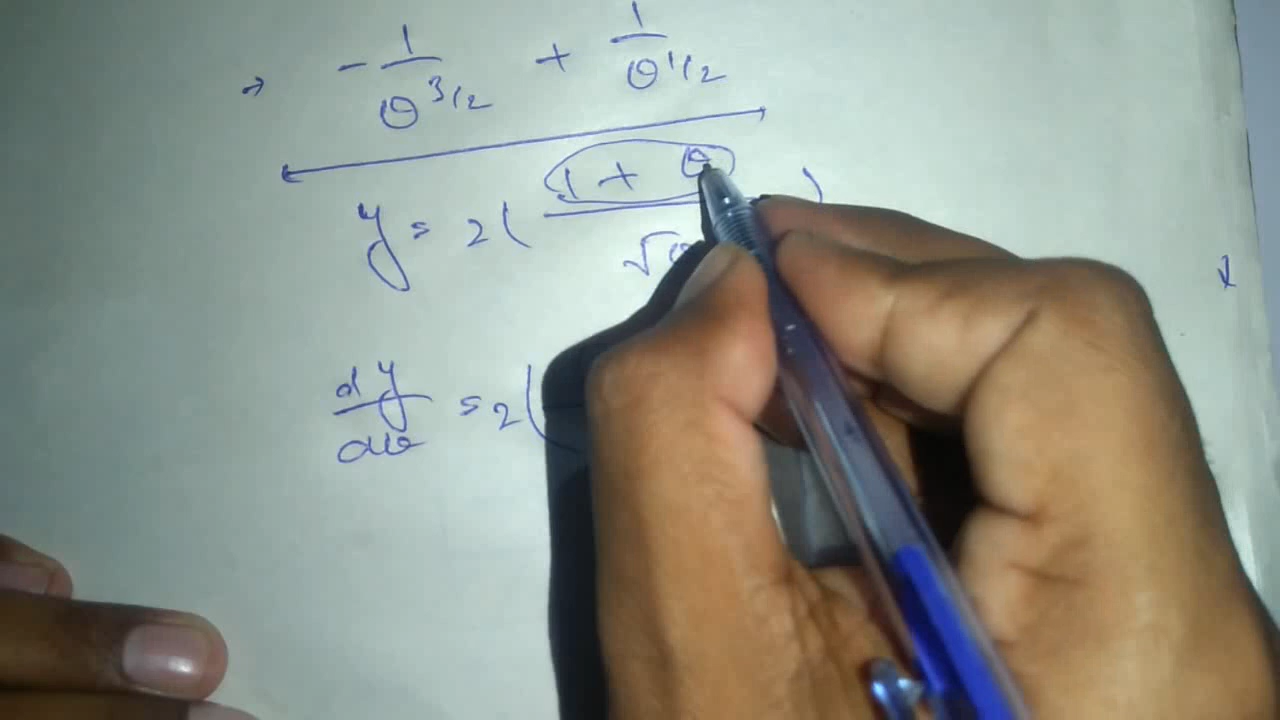 → - 1/θ^3/2 + 1/θ^1/2
y = 2 ( (1 + θ)/√θ )
dy/dθ = 2 (